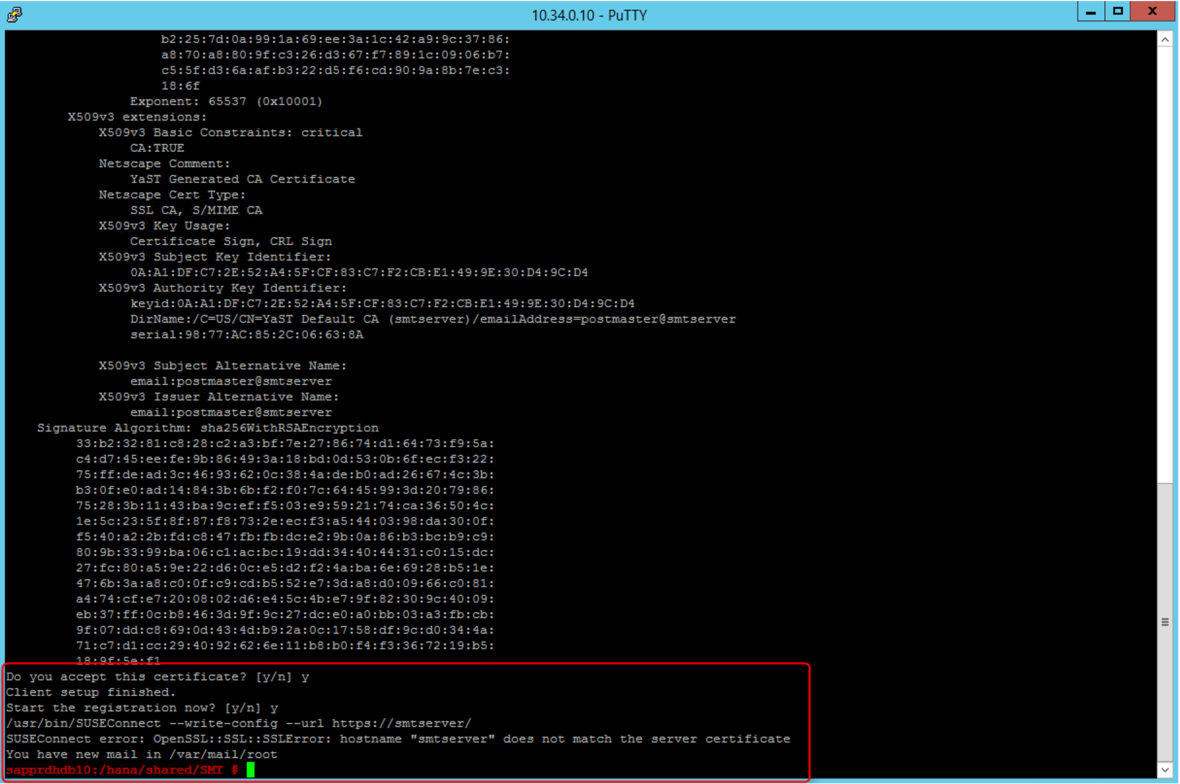 10.34.0.10 - PuTTY
b2:25:7d:0a:99:1a:69:ee:3a:1c:42:a9:9c:37:86:
a8:70:a8:80:9f:c3:26:d3:67:f7:89:1c:09:06:b7:
c5:5f:d3:6a:af:b3:22:d5:f6:cd:90:9a:8b:7e:c3:
18:6f
Exponent: 65537 (0x10001)
X509v3 extensions:
X509v3 Basic Constraints: critical
CA:TRUE
Netscape Comment:
YaST Generated CA Certificate
Netscape Cert Type:
SSL CA, S/MIME CA
X509v3 Key Usage:
Certificate Sign, CRL Sign
X509v3 Subject Key Identifier:
0A:A1:DF:C7:2E:52:A4:5F:CF:83:C7:F2:CB:E1:49:9E:30:D4:9C:D4
X509v3 Authority Key Identifier:
keyid:0A:A1:DF:C7:2E:52:A4:5F:CF:83:C7:F2:CB:E1:49:9E:30:D4:9C:D4
DirName:/C=US/CN=YaST Default CA (smtserver)/emailAddress=postmaster@smtserver
serial:98:77:AC:85:2C:06:63:8A
X509v3 Subject Alternative Name:
email:postmaster@smtserver
X509v3 Issuer Alternative Name:
email:postmaster@smtserver
Signature Algorithm: sha256WithRSAEncryption
33:b2:32:81:c8:28:c2:a3:bf:7e:27:86:74:d1:64:73:f9:5a:
c4:d7:45:ee:fe:9b:86:49:3a:18:bd:0d:53:0b:6f:ec:f3:22:
75:ff:de:ad:3c:46:93:62:0c:38:4a:de:b0:ad:26:67:4c:3b:
b3:0f:e0:ad:14:84:3b:6b:f2:f0:7c:64:45:99:3d:20:79:86:
75:28:3b:11:43:ba:9c:ef:f5:03:e9:59:21:74:ca:36:50:4c:
1e:5c:23:5f:8f:87:f8:73:2e:ec:f3:a5:44:03:98:da:30:0f:
f5:40:a2:2b:fd:c8:47:fb:fb:dc:e2:9b:0a:86:b3:bc:b9:c9:
80:9b:33:99:ba:06:c1:ac:bc:19:dd:34:40:44:31:c0:15:dc:
27:fc:80:a5:9e:22:d6:0c:e5:d2:f2:4a:ba:6e:69:28:b5:1e:
47:6b:3a:a8:c0:0f:c9:cd:b5:52:e7:3d:a8:d0:09:66:c0:81:
a4:74:cf:e7:20:08:02:d6:e4:5c:4b:e7:9f:82:30:9c:40:09:
eb:37:ff:0c:b8:46:3d:9f:9c:27:dc:e0:a0:bb:03:a3:fb:cb:
9f:07:dd:c8:69:0d:43:4d:b9:2a:0c:17:58:df:9c:d0:34:4a:
71:c7:d1:cc:29:40:92:62:6e:11:b8:b0:f4:f3:36:72:19:b5:
18:9f:5e:f1
Do you accept this certificate? [y/n] y
Client setup finished.
Start the registration now? [y/n] y
/usr/bin/SUSEConnect --write-config --url https://smtserver/
SUSEConnect error: OpenSSL::SSL::SSLError: hostname "smtserver" does not match the server certificate
You have new mail in /var/mail/root
sapprdhdb10:/hana/shared/SMT #